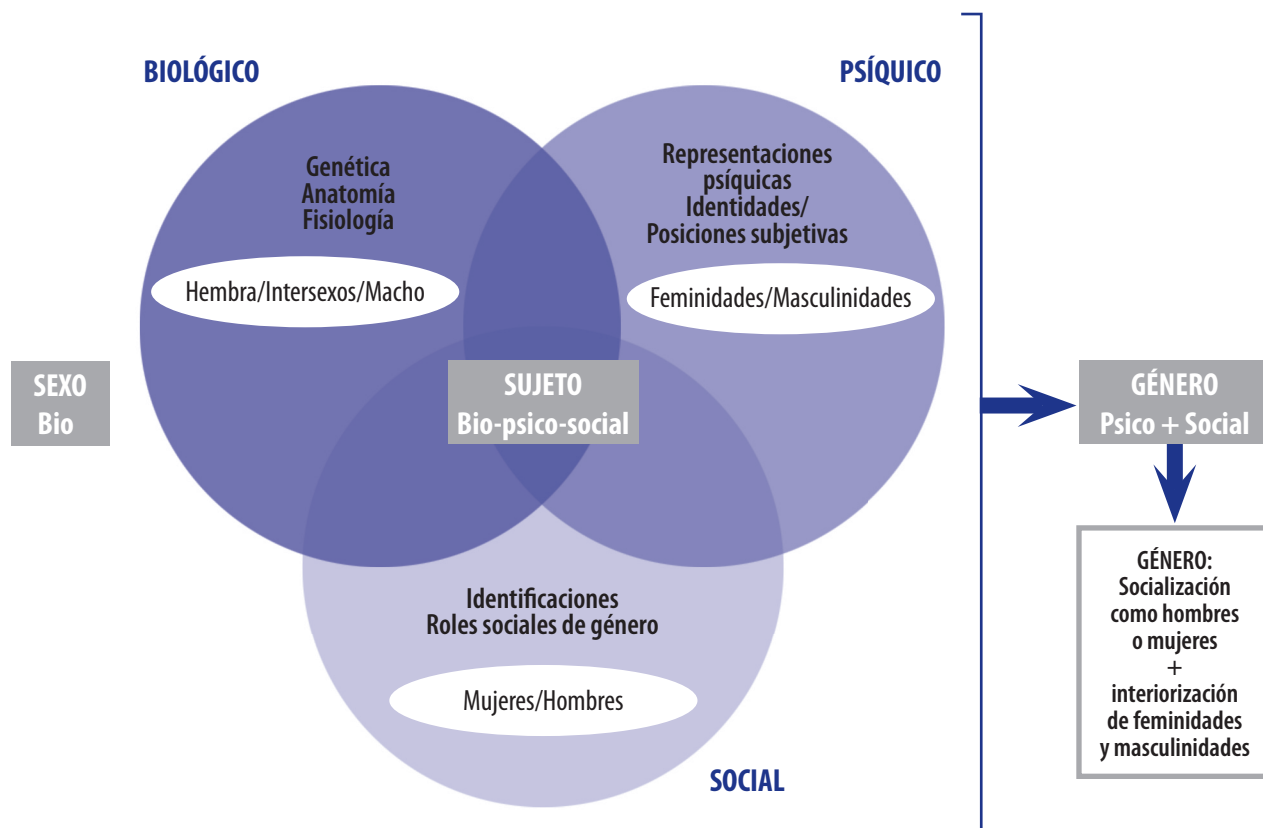 BIOLÓGICO
PSÍQUICO
Genética
Anatomía
Fisiología
Hembra/Intersexos/Macho
Representaciones
psíquicas
Identidades/
Posiciones subjetivas
Feminidades/Masculinidades
SEXO
Bio
SUJETO
Bio-psico-social
GÉNERO
Psico + Social
Identificaciones
Roles sociales de género
Mujeres/Hombres
SOCIAL
GÉNERO:
Socialización
como hombres
o mujeres
+
interiorización
de feminidades
y masculinidades